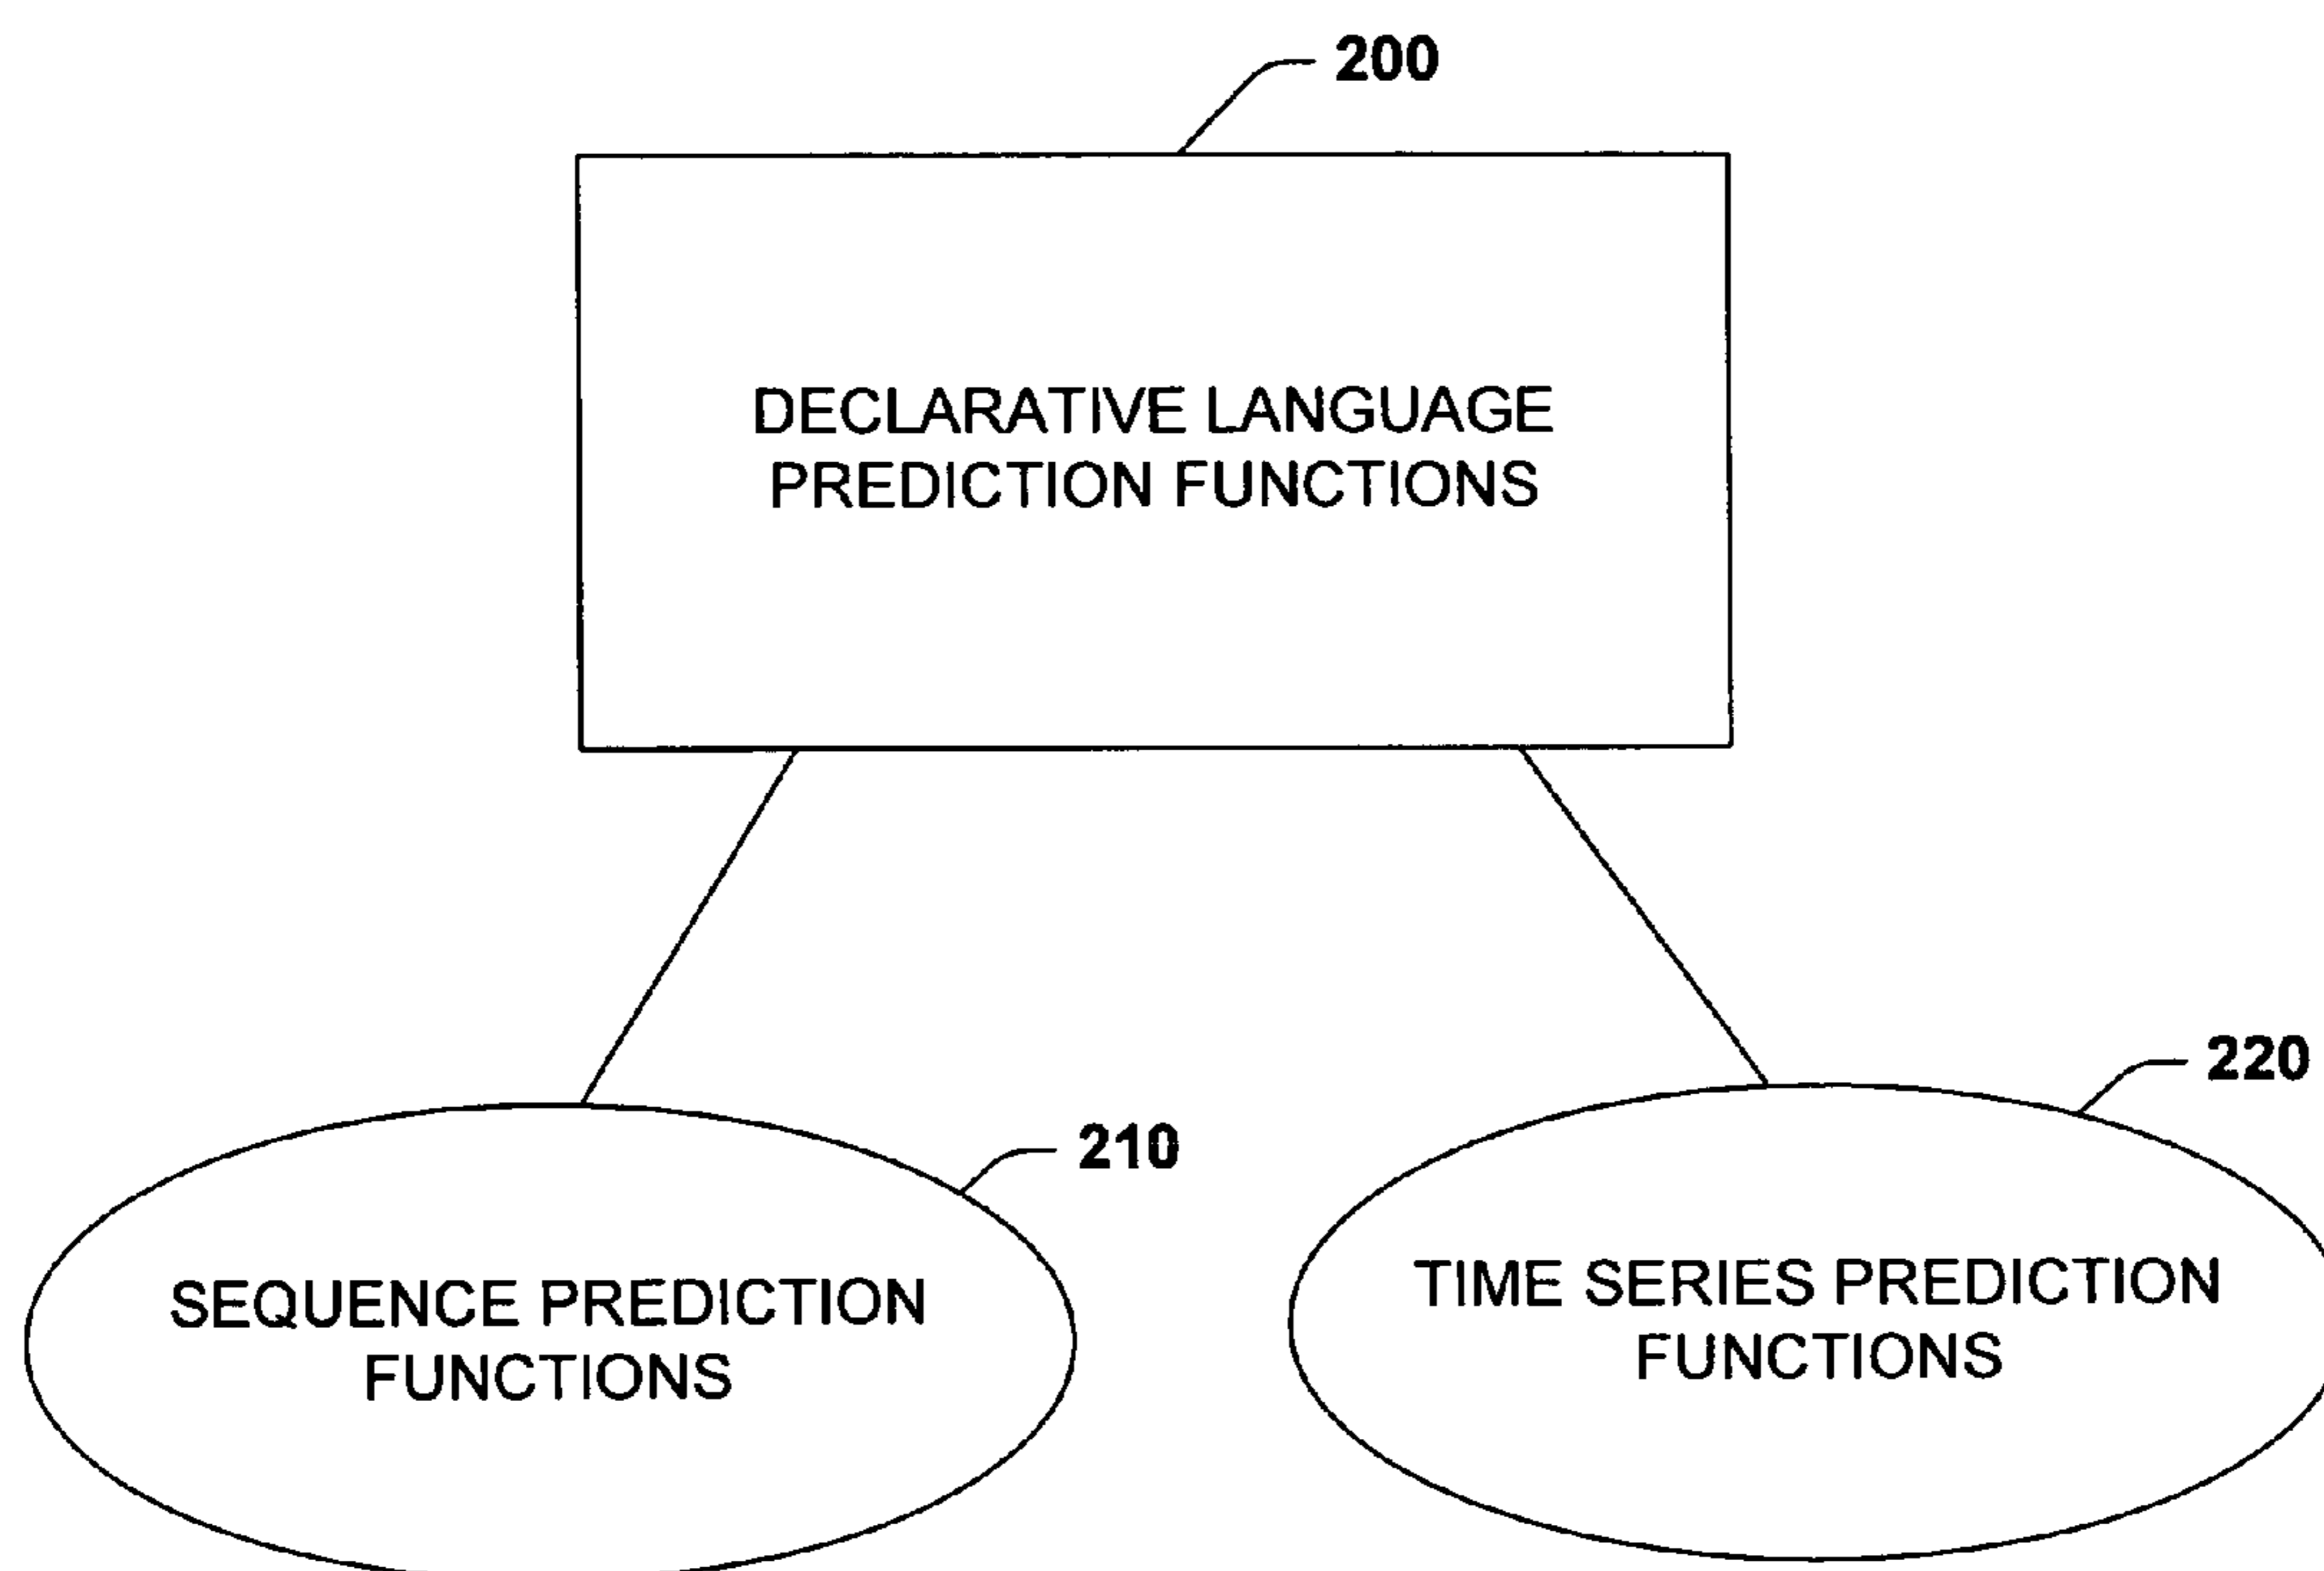 200
DECLARATIVE LANGUAGE
PREDICTION FUNCTIONS
220
210
SEQUENCE PREDICTION
FUNCTIONS
TIME SERIES PREDICTION
FUNCTIONS